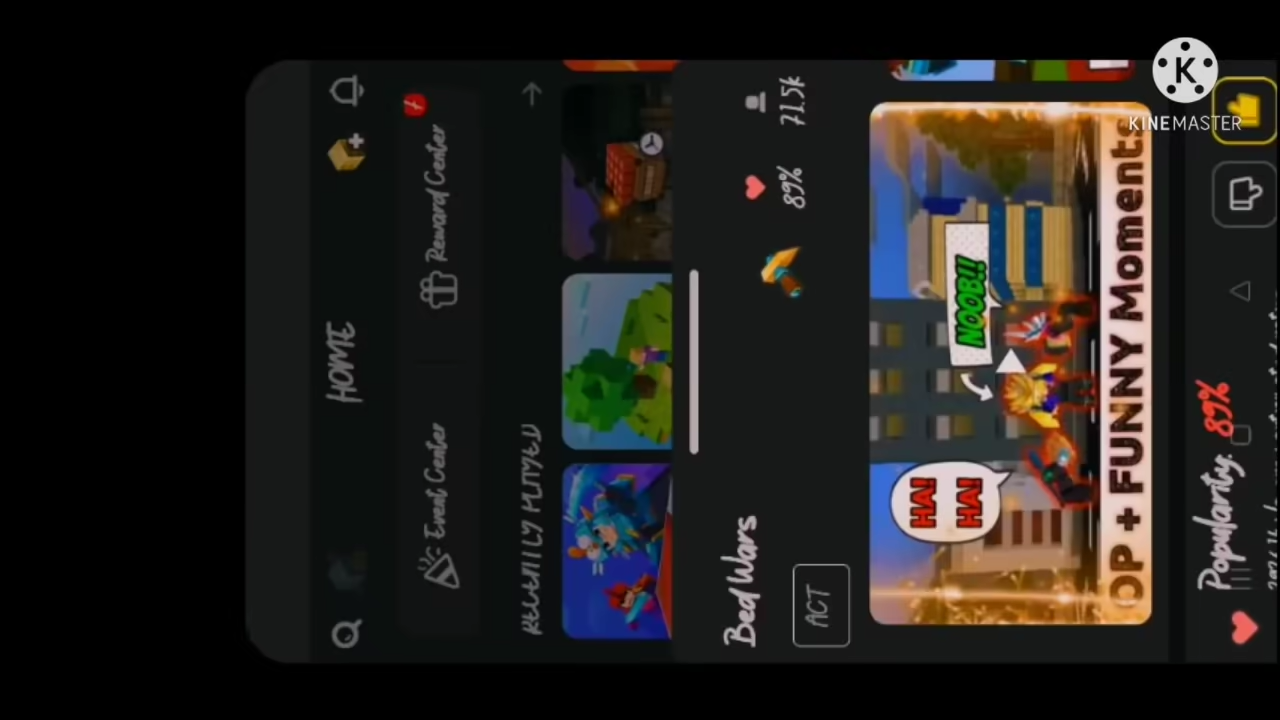 KINEMASTER
HOME
Event Center
Reward Center
Bed Wars
89%
71.5k
ACT
HA!
HA!
NOOB!!
OP + FUNNY Moments
Popularity: 89%